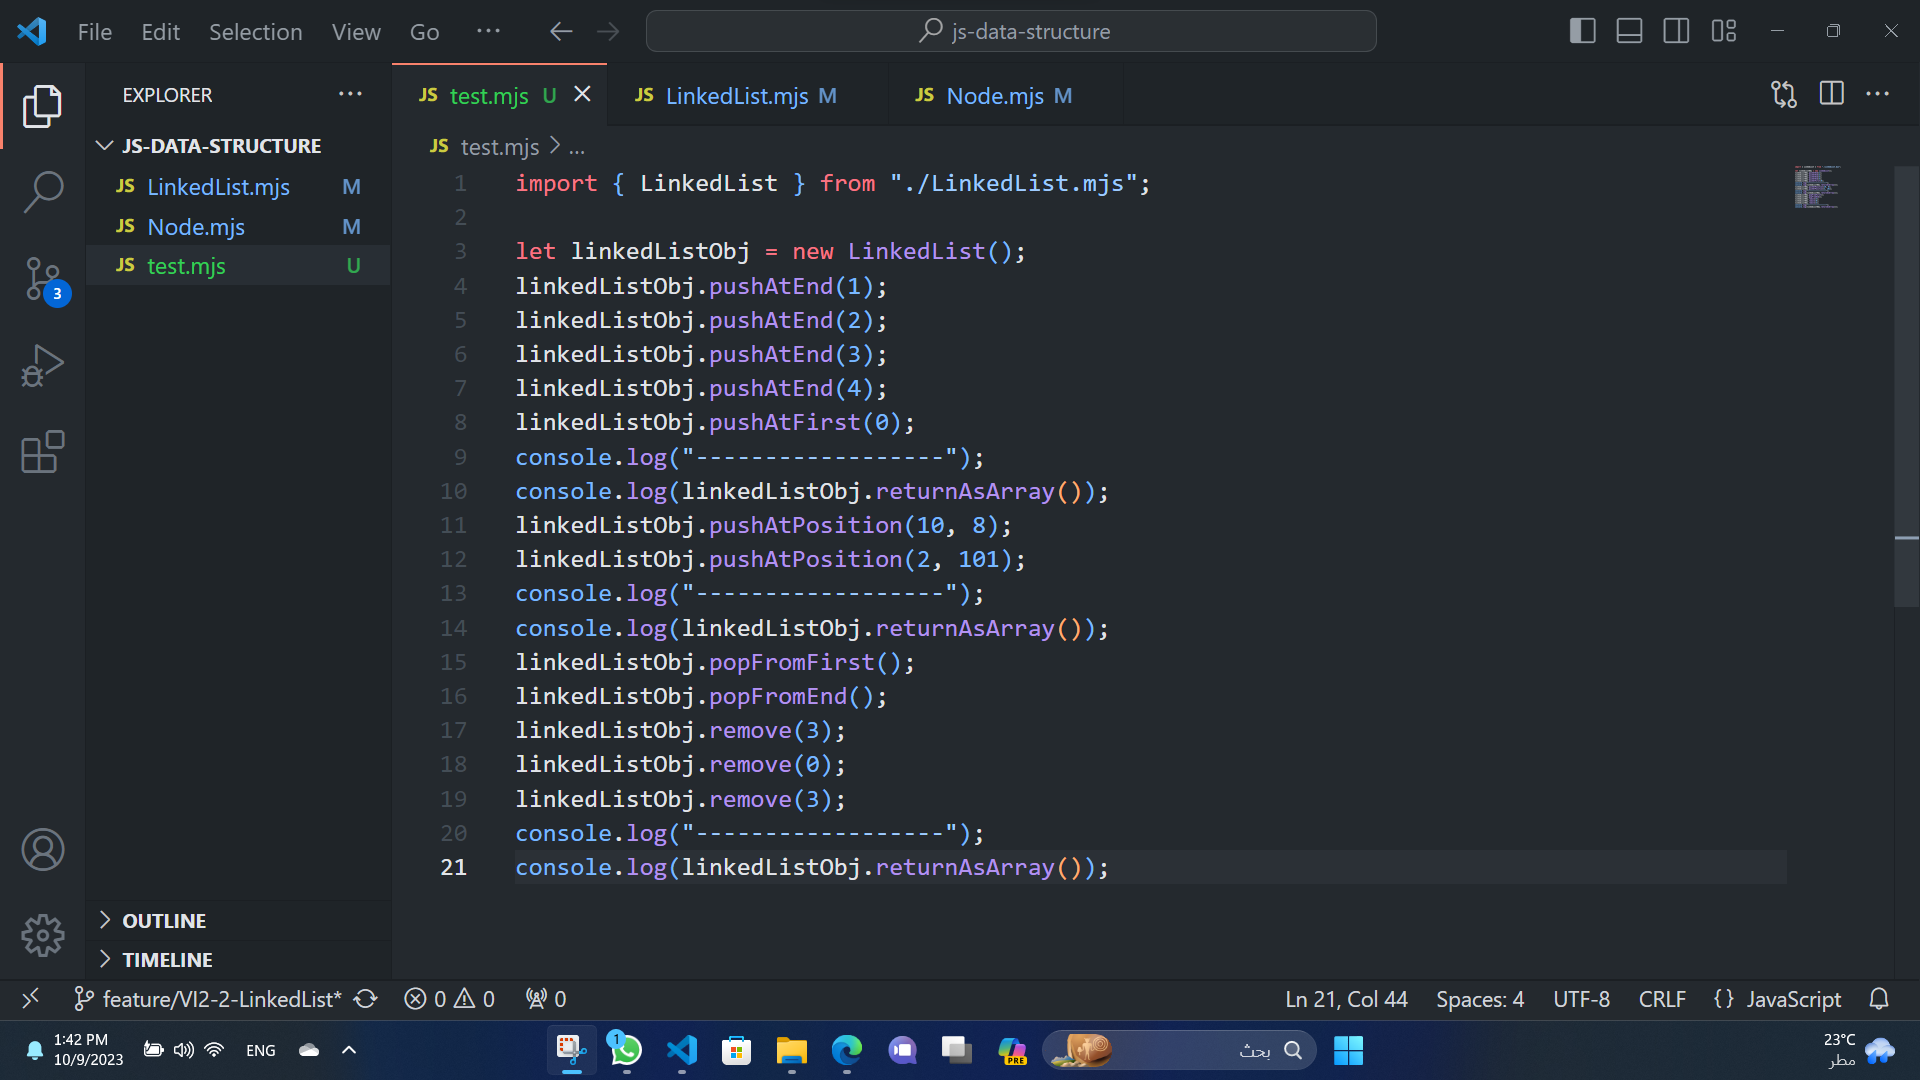 File Edit Selection View Go ... js-data-structure
EXPLORER ...
JS-DATA-STRUCTURE
JS LinkedList.mjs M
JS Node.mjs M
JS test.mjs U
3
OUTLINE
TIMELINE
JS test.mjs U JS LinkedList.mjs M JS Node.mjs M
JS test.mjs > ...
1 import { LinkedList } from "./LinkedList.mjs";
2
3 let linkedListObj = new LinkedList();
4 linkedListObj.pushAtEnd(1);
5 linkedListObj.pushAtEnd(2);
6 linkedListObj.pushAtEnd(3);
7 linkedListObj.pushAtEnd(4);
8 linkedListObj.pushAtFirst(0);
9 console.log("------------------");
10 console.log(linkedListObj.returnAsArray());
11 linkedListObj.pushAtPosition(10, 8);
12 linkedListObj.pushAtPosition(2, 101);
13 console.log("------------------");
14 console.log(linkedListObj.returnAsArray());
15 linkedListObj.popFromFirst();
16 linkedListObj.popFromEnd();
17 linkedListObj.remove(3);
18 linkedListObj.remove(0);
19 linkedListObj.remove(3);
20 console.log("------------------");
21 console.log(linkedListObj.returnAsArray());
feature/VI2-2-LinkedList* 0 0 0 Ln 21, Col 44 Spaces: 4 UTF-8 CRLF {} JavaScript
1:42 PM
10/9/2023
ENG
1
PRE
بحث
23°C
مطر